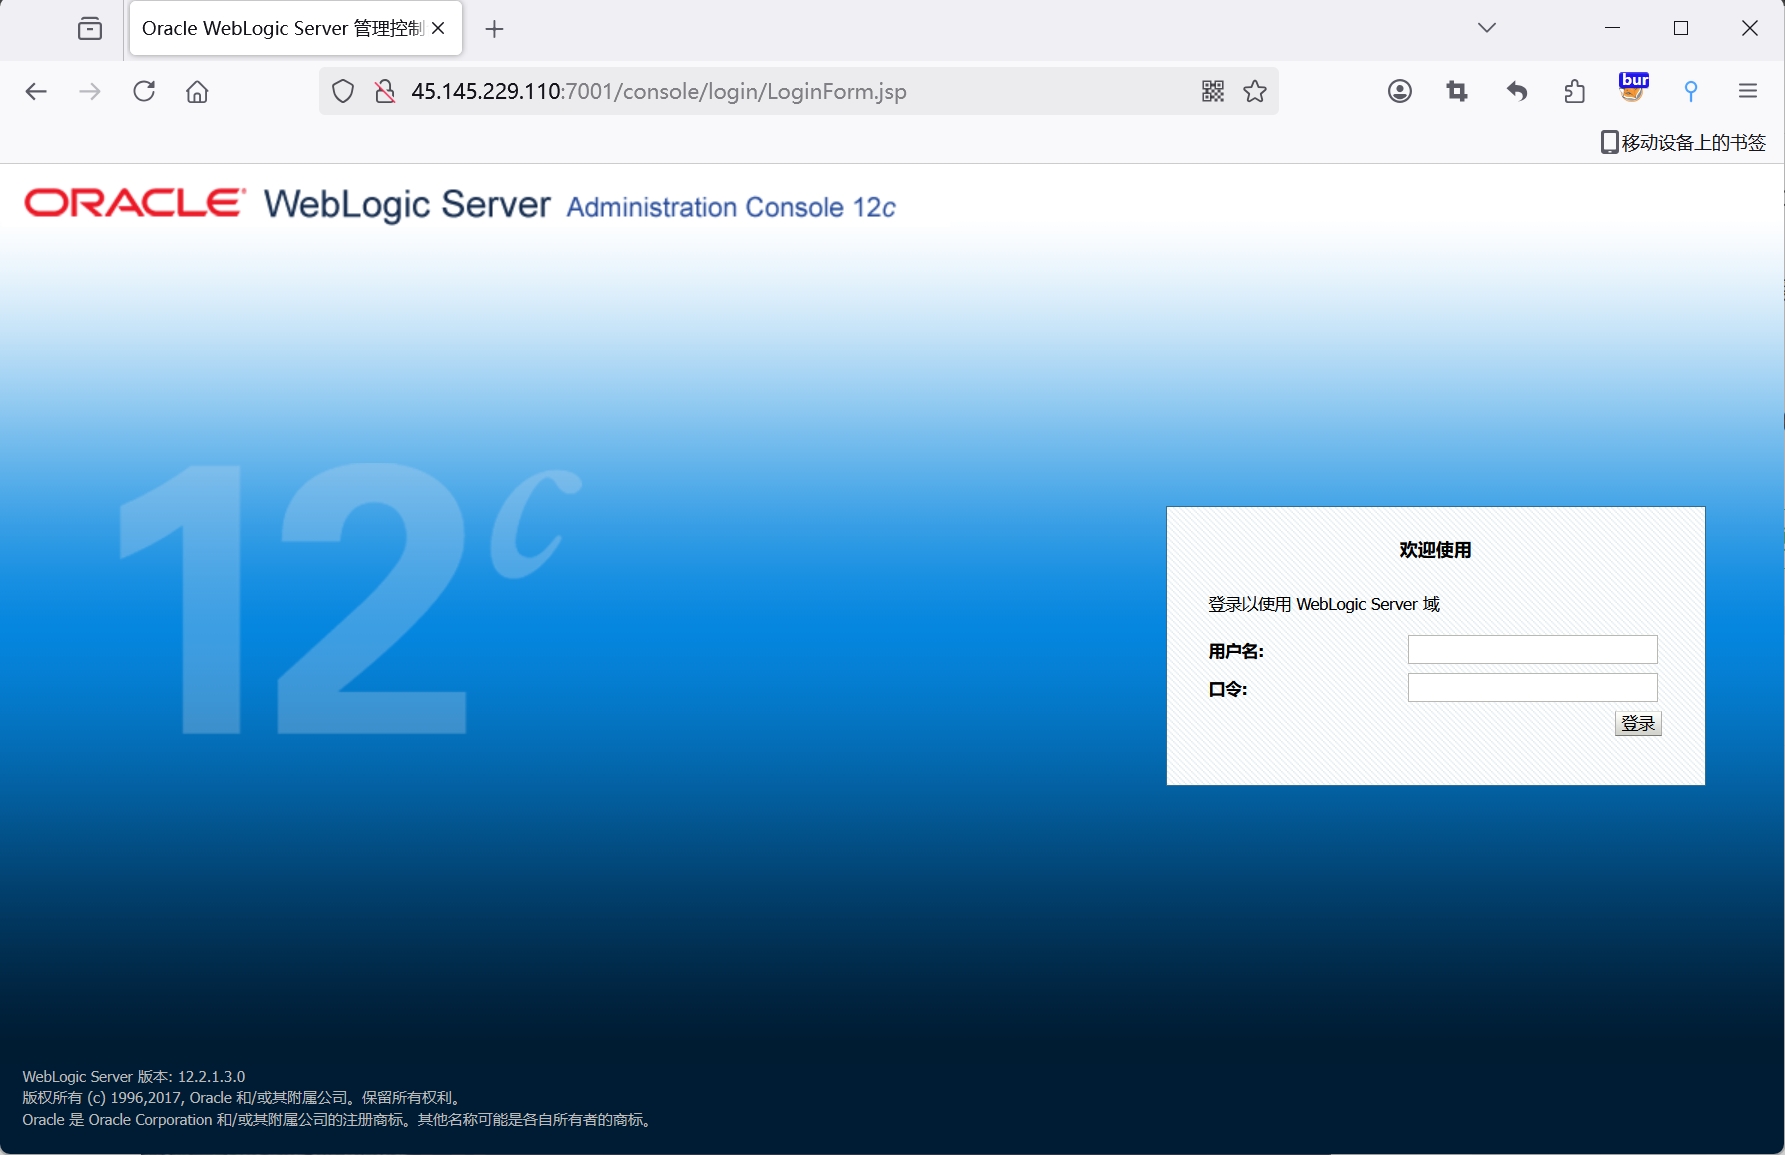 Oracle WebLogic Server 管理控制
45.145.229.110:7001/console/login/LoginForm.jsp
bur
移动设备上的书签
ORACLE WebLogic Server Administration Console 12c
12c
欢迎使用
登录以使用 WebLogic Server 域
用户名:
口令:
登录
WebLogic Server 版本: 12.2.1.3.0
版权所有 (c) 1996,2017, Oracle 和/或其附属公司。保留所有权利。
Oracle 是 Oracle Corporation 和/或其附属公司的注册商标。其他名称可能是各自所有者的商标。